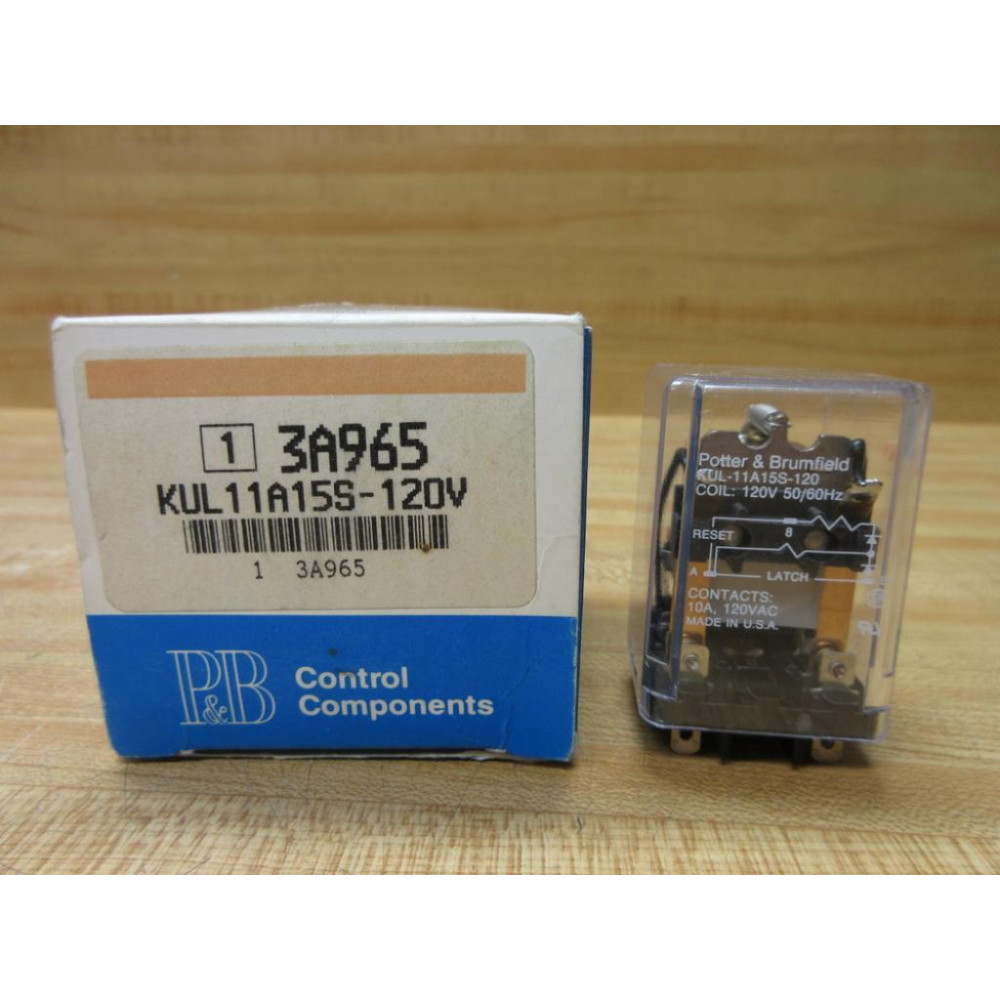 1 3A965
KUL11A15S-120V
1 3A965
P&B
Control
Components
Potter & Brumfield
KUL-11A15S-120
COIL: 120V 50/60Hz
RESET
8
A
LATCH
CONTACTS:
10A, 120VAC
MADE IN U.S.A.